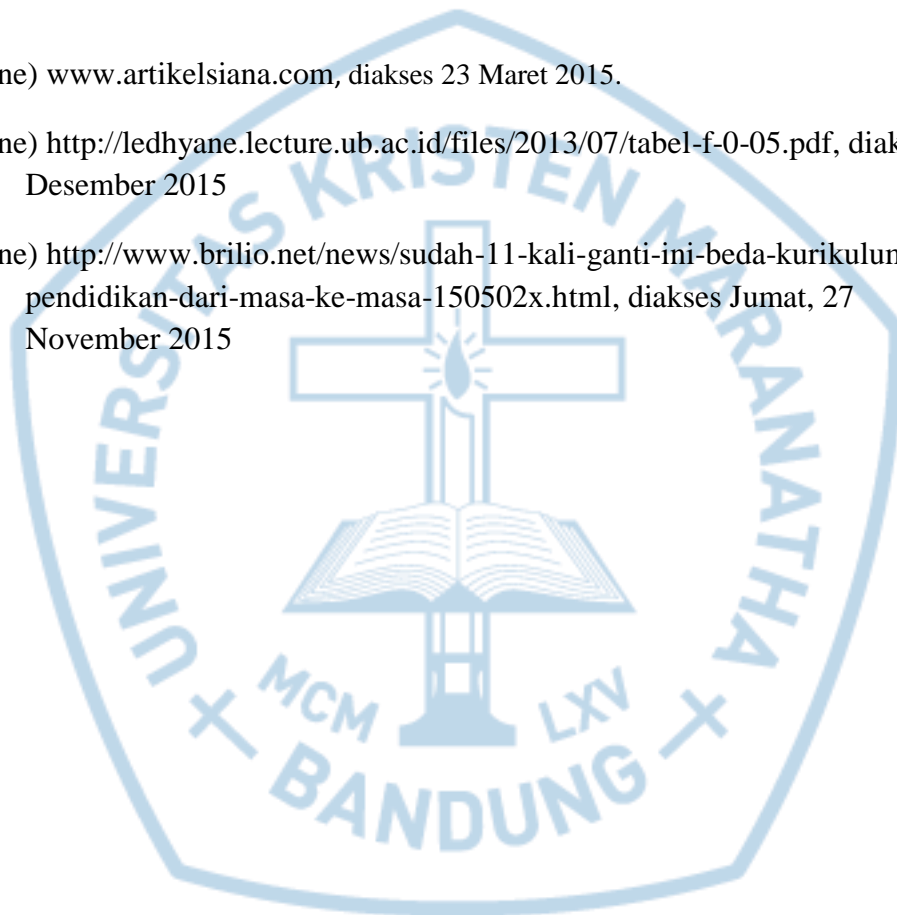 ne) www.artikelsiana.com, diakses 23 Maret 2015.
ne) http://ledhyane.lecture.ub.ac.id/files/2013/07/tabel-f-0-05.pdf, diak
Desember 2015
ne) http://www.brilio.net/news/sudah-11-kali-ganti-ini-beda-kurikulum
pendidikan-dari-masa-ke-masa-150502x.html, diakses Jumat, 27
November 2015
UNIVERSITAS KRISTEN MARANATHA
MCM LXV
BANDUNG